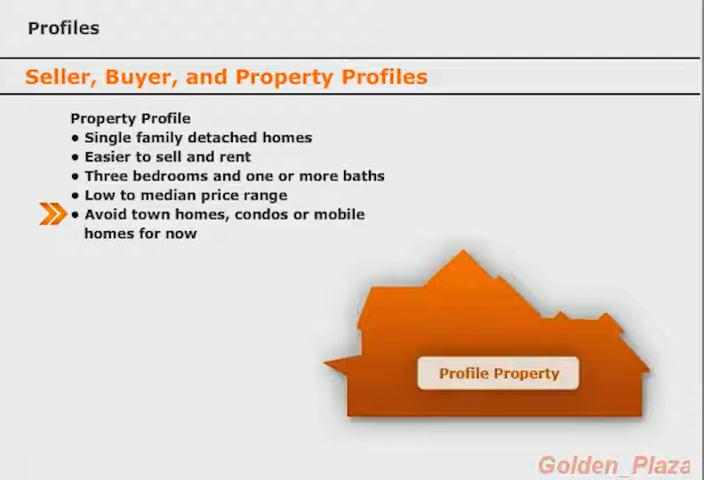 Profiles
Seller, Buyer, and Property Profiles
Property Profile
● Single family detached homes
● Easier to sell and rent
● Three bedrooms and one or more baths
● Low to median price range
● Avoid town homes, condos or mobile
homes for now
Profile Property
Golden_Plaza